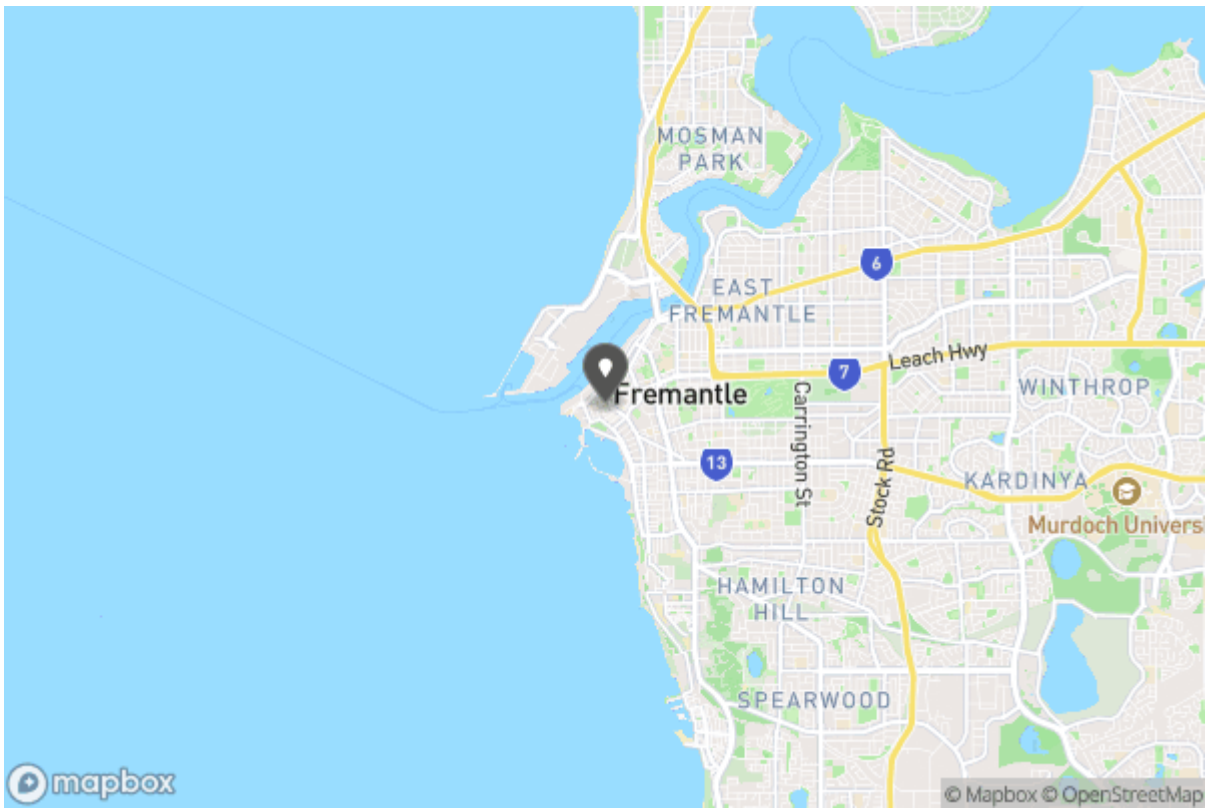 MOSMAN
PARK
6
EAST
FREMANTLE
Leach Hwy
7
Fremantle
WINTHROP
Carrington St
13
Stock Rd
KARDINYA
Murdoch Universi
HAMILTON
HILL
SPEARWOOD
mapbox
© Mapbox © OpenStreetMap